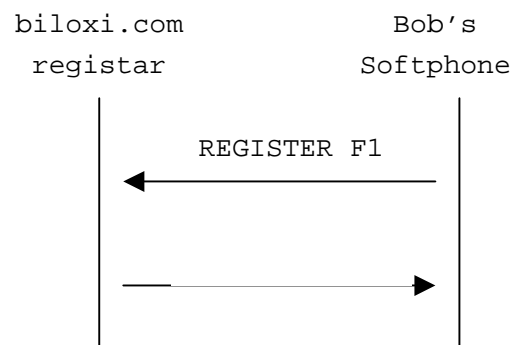 biloxi.com
registar
Bob's
Softphone
REGISTER F1